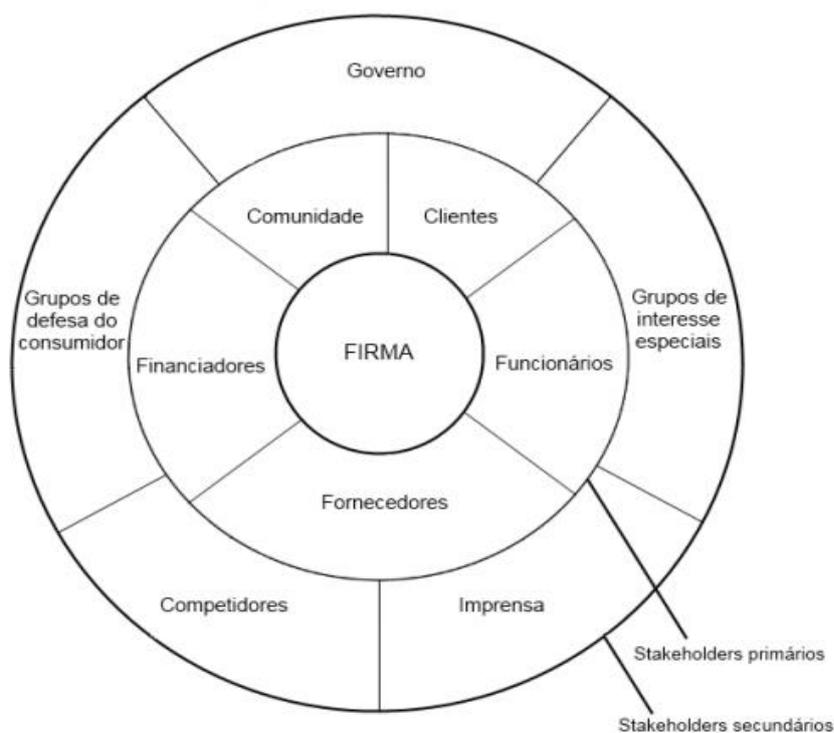 Governo
Comunidade
Clientes
Grupos de
defesa do
consumidor
Grupos de
interesse
especiais
Financiadores
FIRMA
Funcionários
Fornecedores
Competidores
Imprensa
Stakeholders primários
Stakeholders secundários